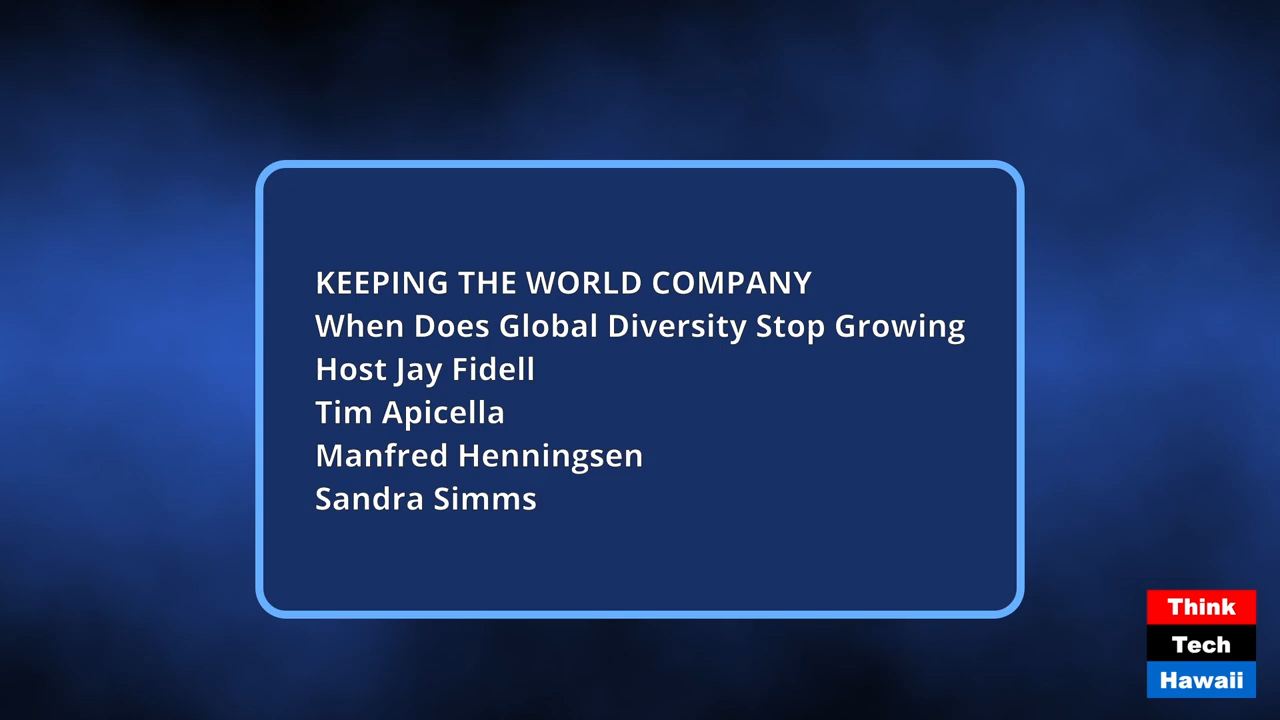 KEEPING THE WORLD COMPANY
When Does Global Diversity Stop Growing
Host Jay Fidell
Tim Apicella
Manfred Henningsen
Sandra Simms
Think
Tech
Hawaii